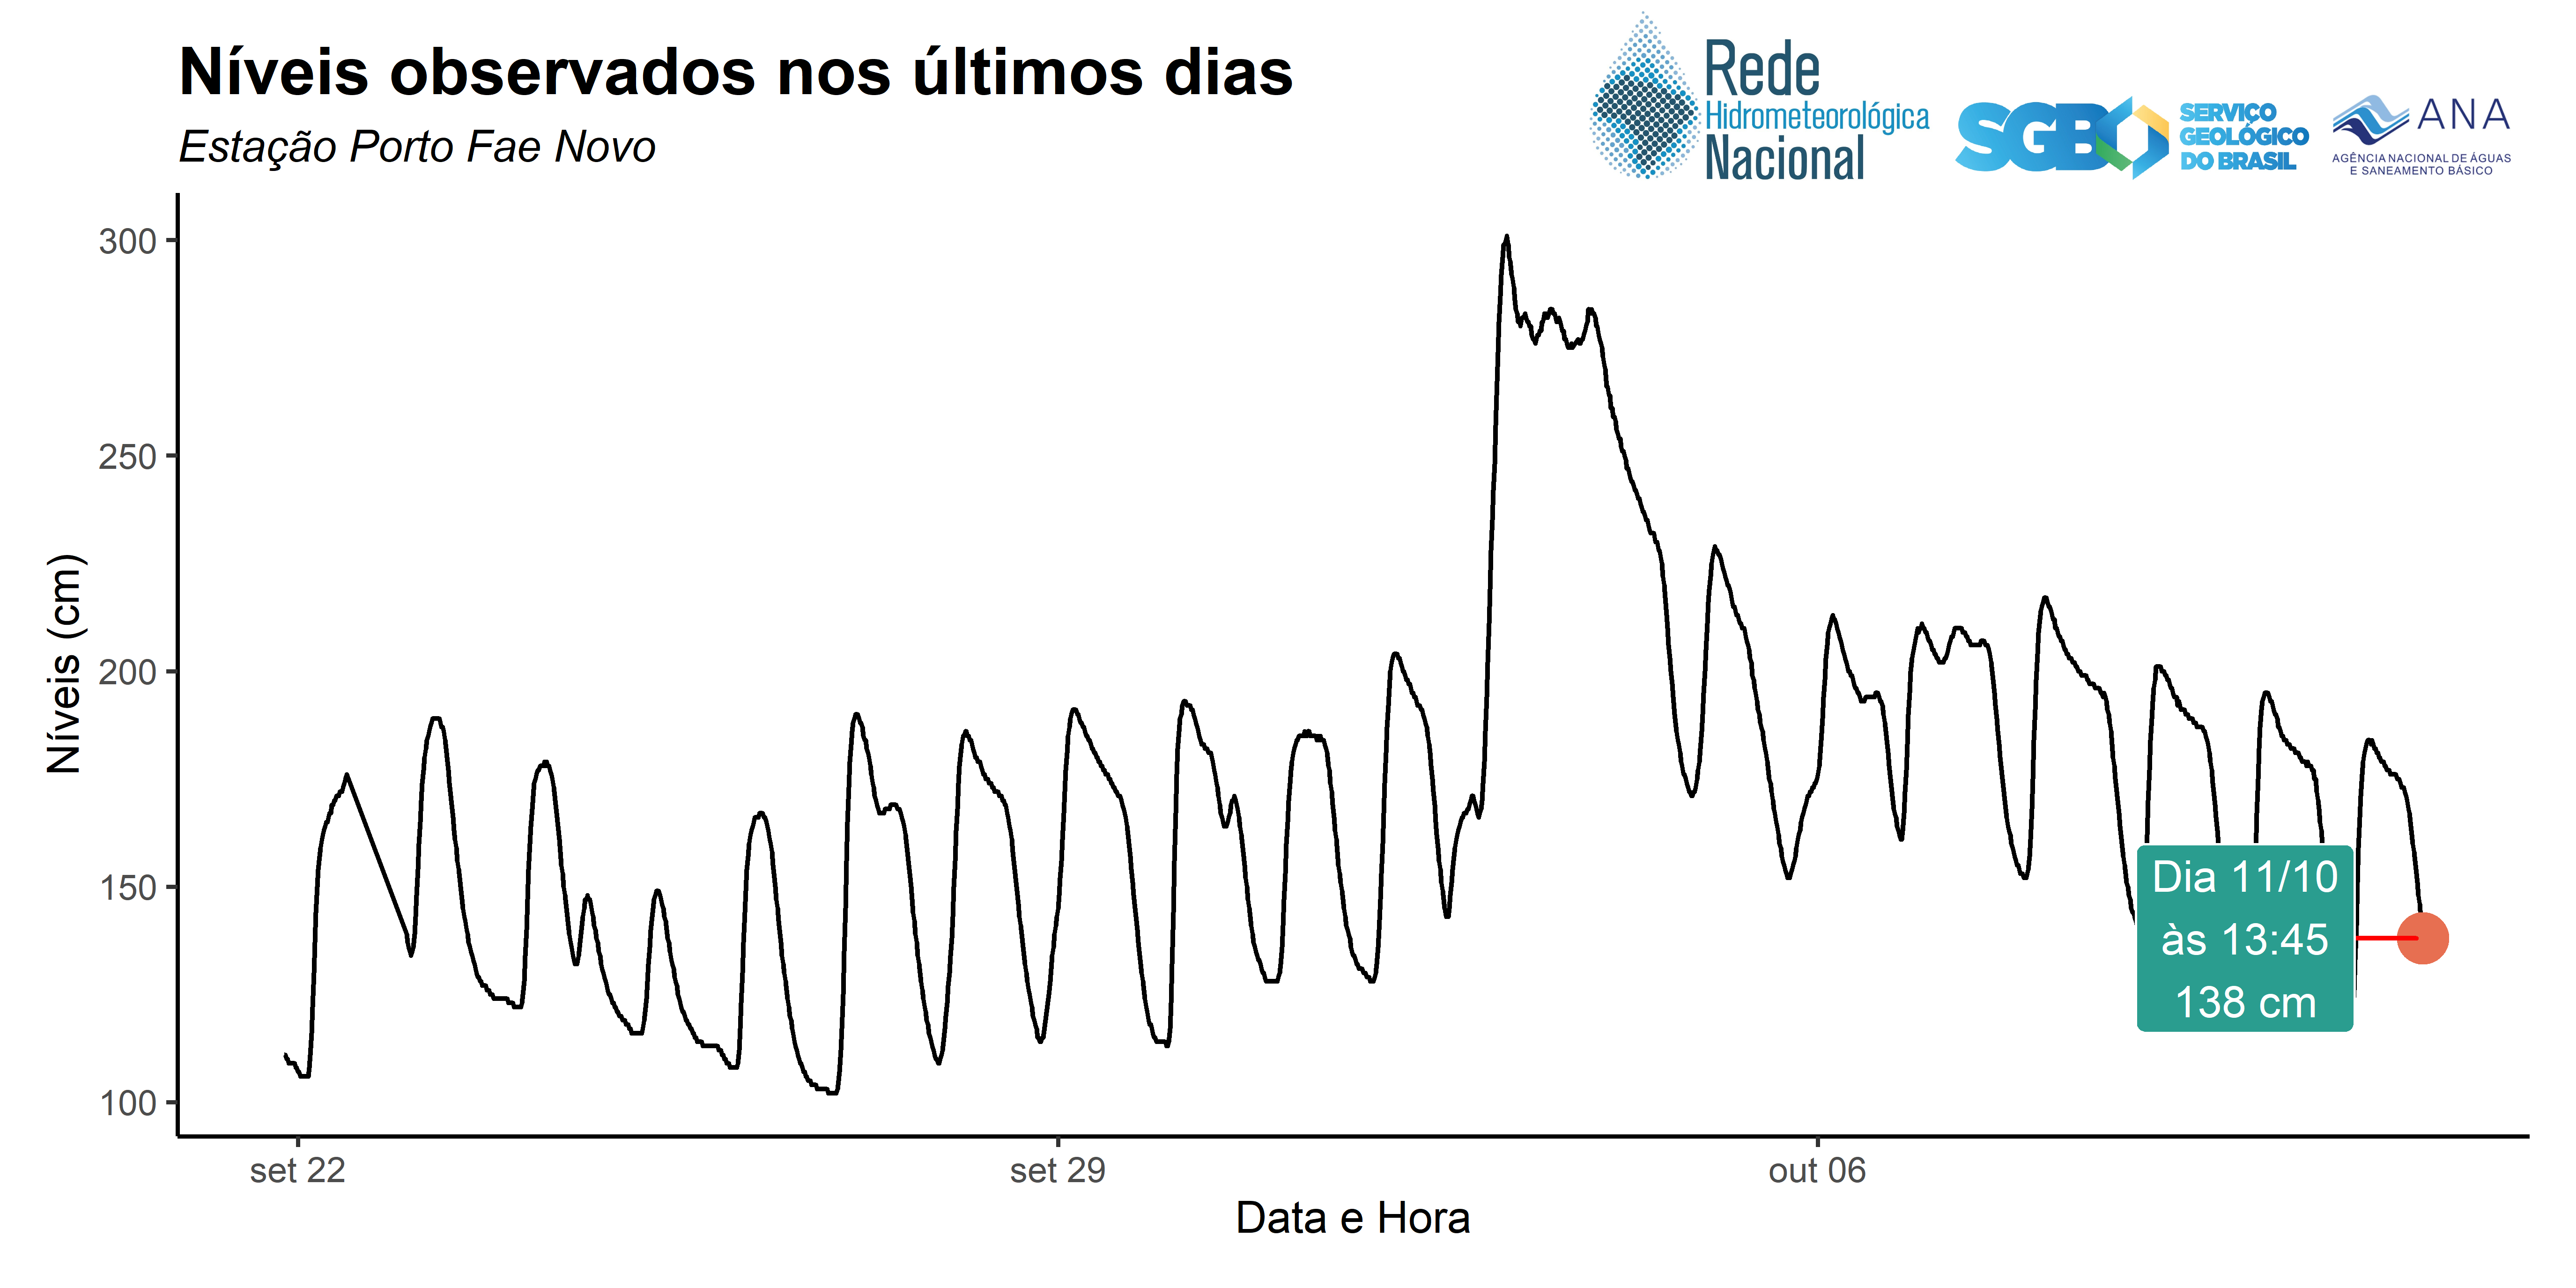 Níveis observados nos últimos dias
Estação Porto Fae Novo
Rede
Hidrometeorológica
Nacional
SGB
SERVIÇO
GEOLÓGICO
DO BRASIL
ANA
AGÊNCIA NACIONAL DE ÁGUAS
E SANEAMENTO BÁSICO
Níveis (cm)
300
250
200
150
100
Dia 11/10
às 13:45
138 cm
set 22
set 29
out 06
Data e Hora